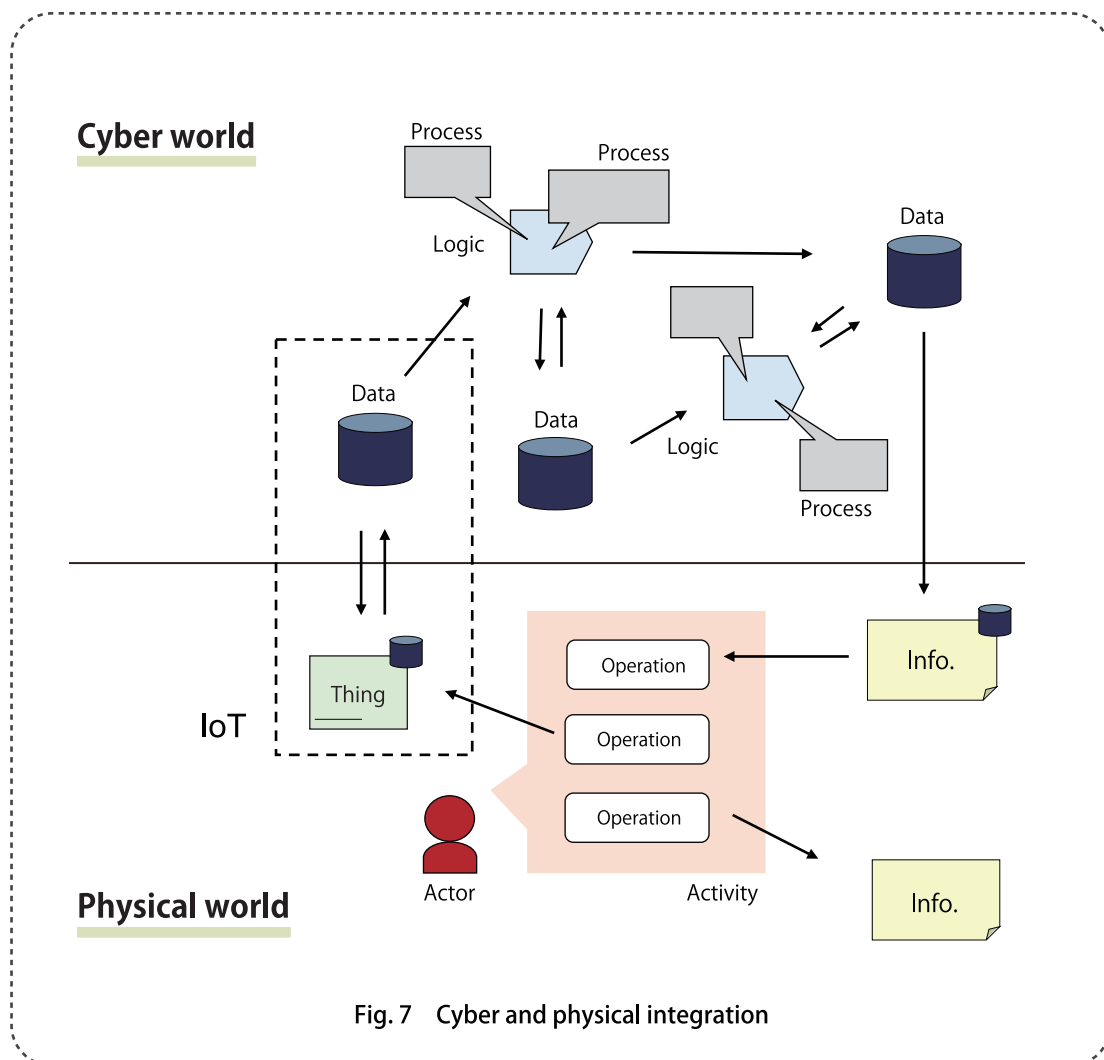 Cyber world
Process
Process
Logic
Data
Data
Data
Logic
Process
Thing
IoT
Operation
Operation
Operation
Info.
Actor
Activity
Info.
Physical world
Fig. 7 Cyber and physical integration